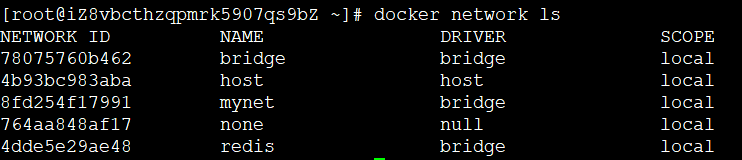 [root@iZ8vbcthzqpmrk5907qs9bZ ~]# docker network ls
NETWORK ID NAME DRIVER SCOPE
78075760b462 bridge bridge local
4b93bc983aba host host local
8fd254f17991 mynet bridge local
764aa848af17 none null local
4dde5e29ae48 redis bridge local